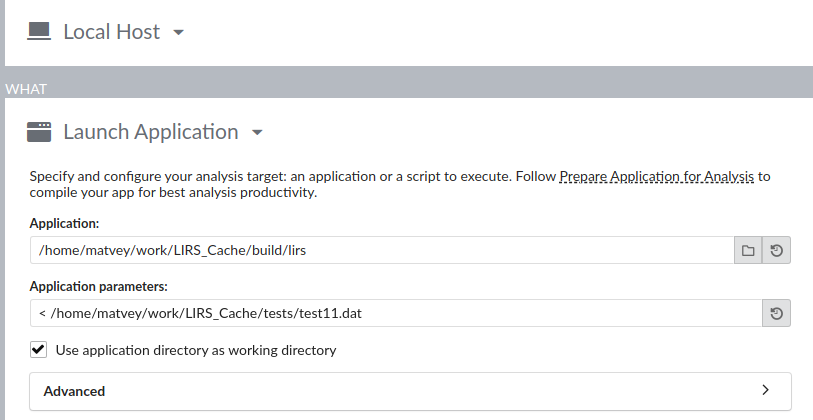 Local Host
WHAT
Launch Application
Specify and configure your analysis target: an application or a script to execute. Follow Prepare Application for Analysis to
compile your app for best analysis productivity.
Application:
/home/matvey/work/LIRS_Cache/build/lirs
Application parameters:
< /home/matvey/work/LIRS_Cache/tests/test11.dat
Use application directory as working directory
Advanced